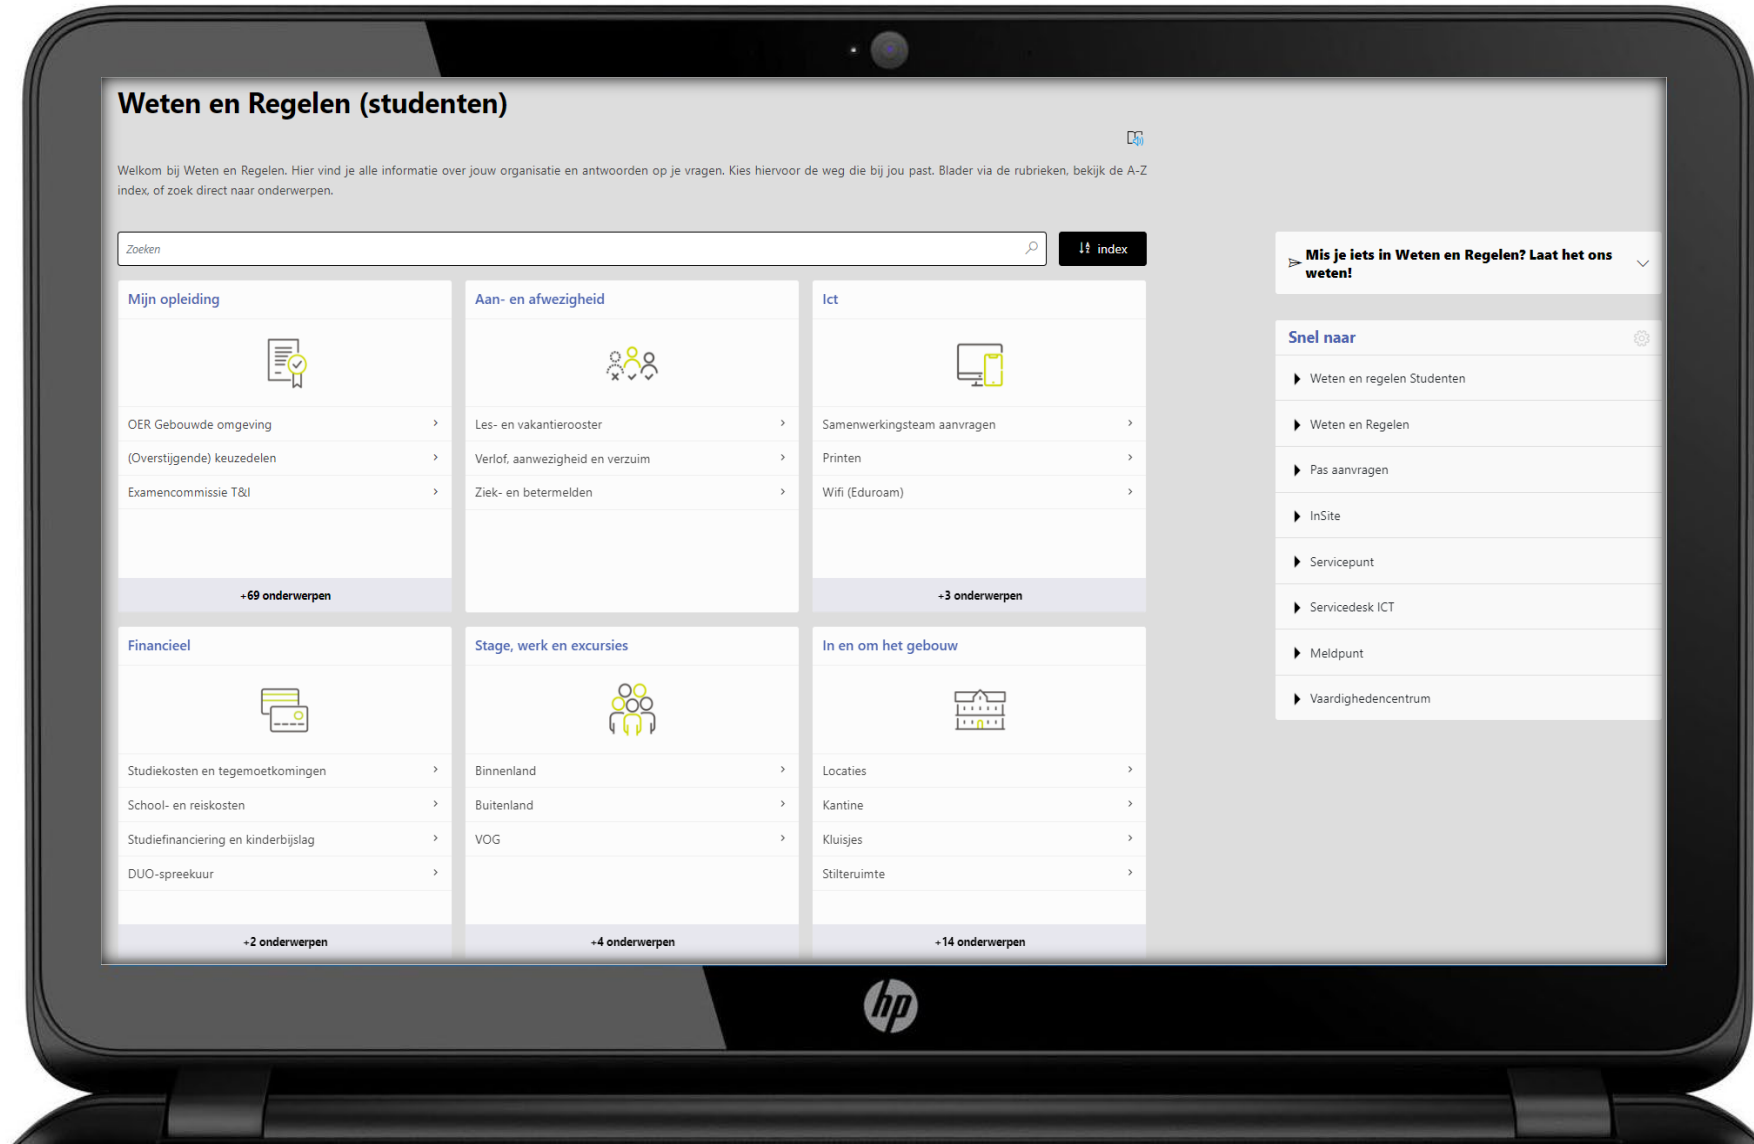 Weten en Regelen (studenten)
Welkom bij Weten en Regelen. Hier vind je alle informatie over jouw organisatie en antwoorden op je vragen. Kies hiervoor de weg die bij jou past. Blader via de rubrieken, bekijk de A-Z
index, of zoek direct naar onderwerpen.
Zoeken
index
Mijn opleiding
OER Gebouwde omgeving
(Overstijgende) keuzedelen
Examencommissie T&I
+69 onderwerpen
Aan- en afwezigheid
Les- en vakantierooster
Verlof, aanwezigheid en verzuim
Ziek- en betermelden
Ict
Samenwerkingsteam aanvragen
Printen
Wifi (Eduroam)
+3 onderwerpen
Financieel
Studiekosten en tegemoetkomingen
School- en reiskosten
Studiefinanciering en kinderbijslag
DUO-spreekuur
+2 onderwerpen
Stage, werk en excursies
Binnenland
Buitenland
VOG
+4 onderwerpen
In en om het gebouw
Locaties
Kantine
Kluisjes
Stilteruimte
+14 onderwerpen
Mis je iets in Weten en Regelen? Laat het ons
weten!
Snel naar
Weten en regelen Studenten
Weten en Regelen
Pas aanvragen
InSite
Servicepunt
Servicedesk ICT
Meldpunt
Vaardighedencentrum
hp